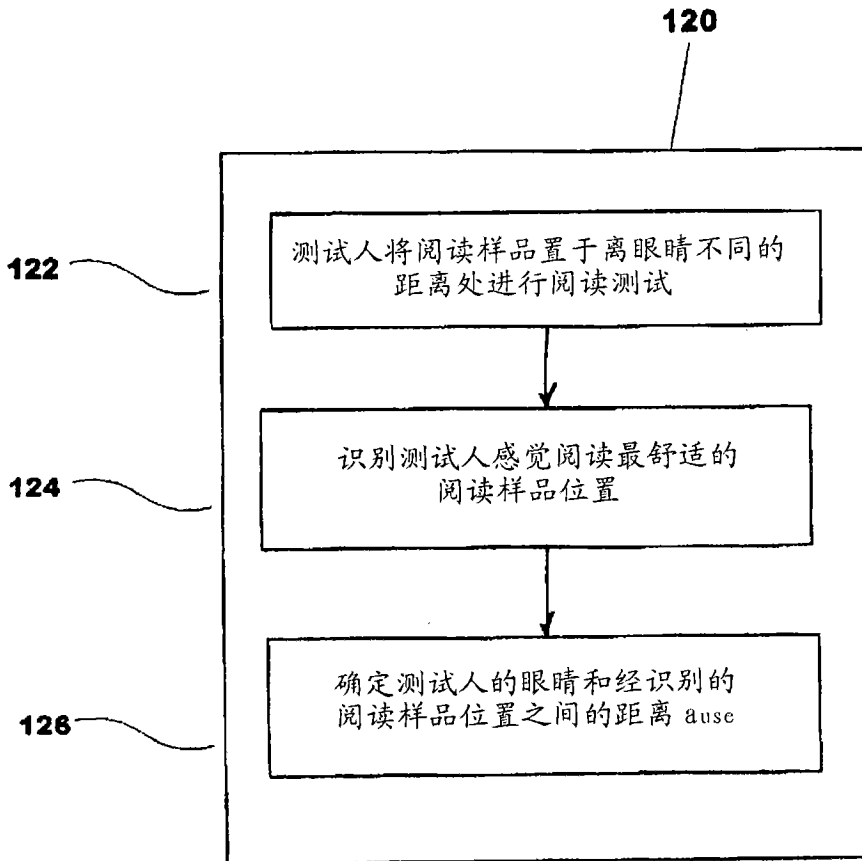 120
122
测试人将阅读样品置于离眼睛不同的
距离处进行阅读测试
124
识别测试人感觉阅读最舒适的
阅读样品位置
126
确定测试人的眼睛和经识别的
阅读样品位置之间的距离 ause